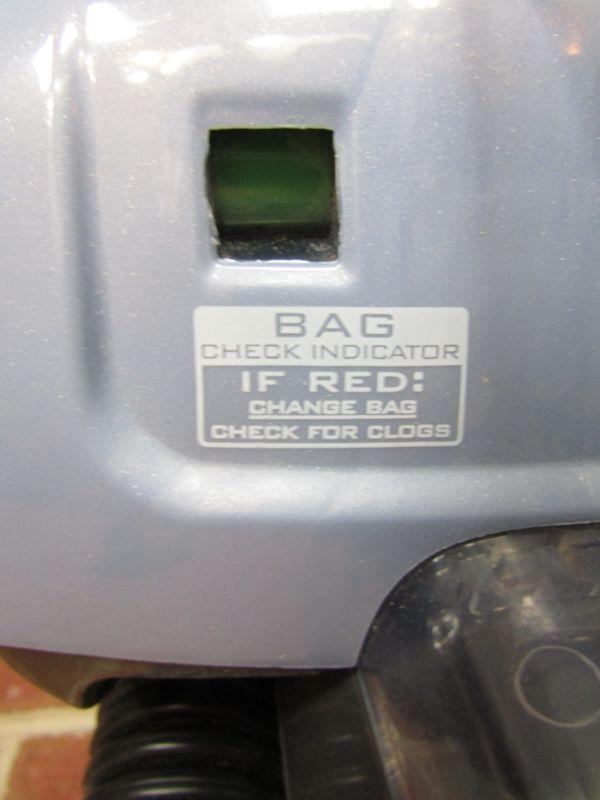 BAG
CHECK INDICATOR
IF RED:
CHANGE BAG
CHECK FOR CLOGS